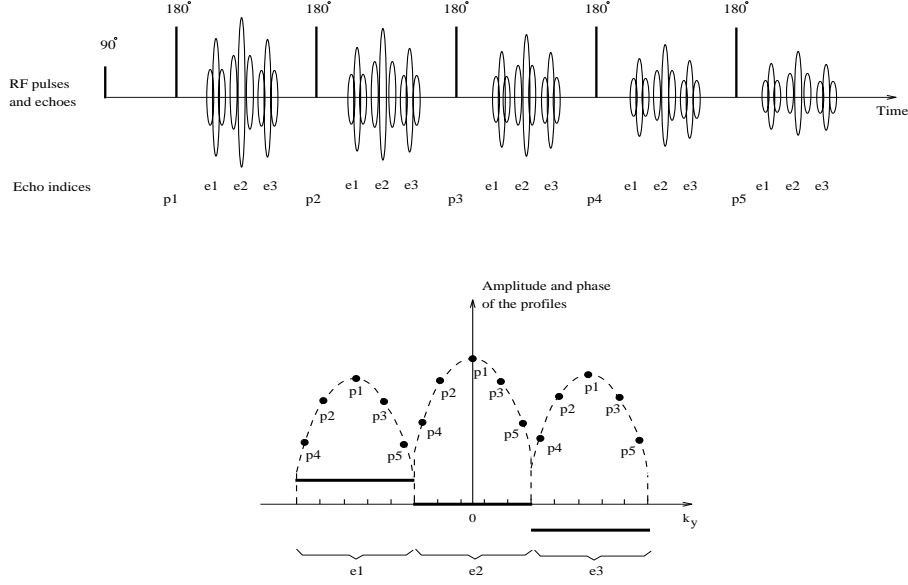 180° 180° 180° 180° 180°
90°
RF pulses
and echoes
Time
Echo indices
e1 e2 e3 e1 e2 e3 e1 e2 e3 e1 e2 e3 e1 e2 e3
p1 p2 p3 p4 p5
Amplitude and phase
of the profiles
p1 p1 p1
p2 p3 p2 p3 p2 p3
p4 p5 p4 p5 p4 p5
0
k_y
e1 e2 e3